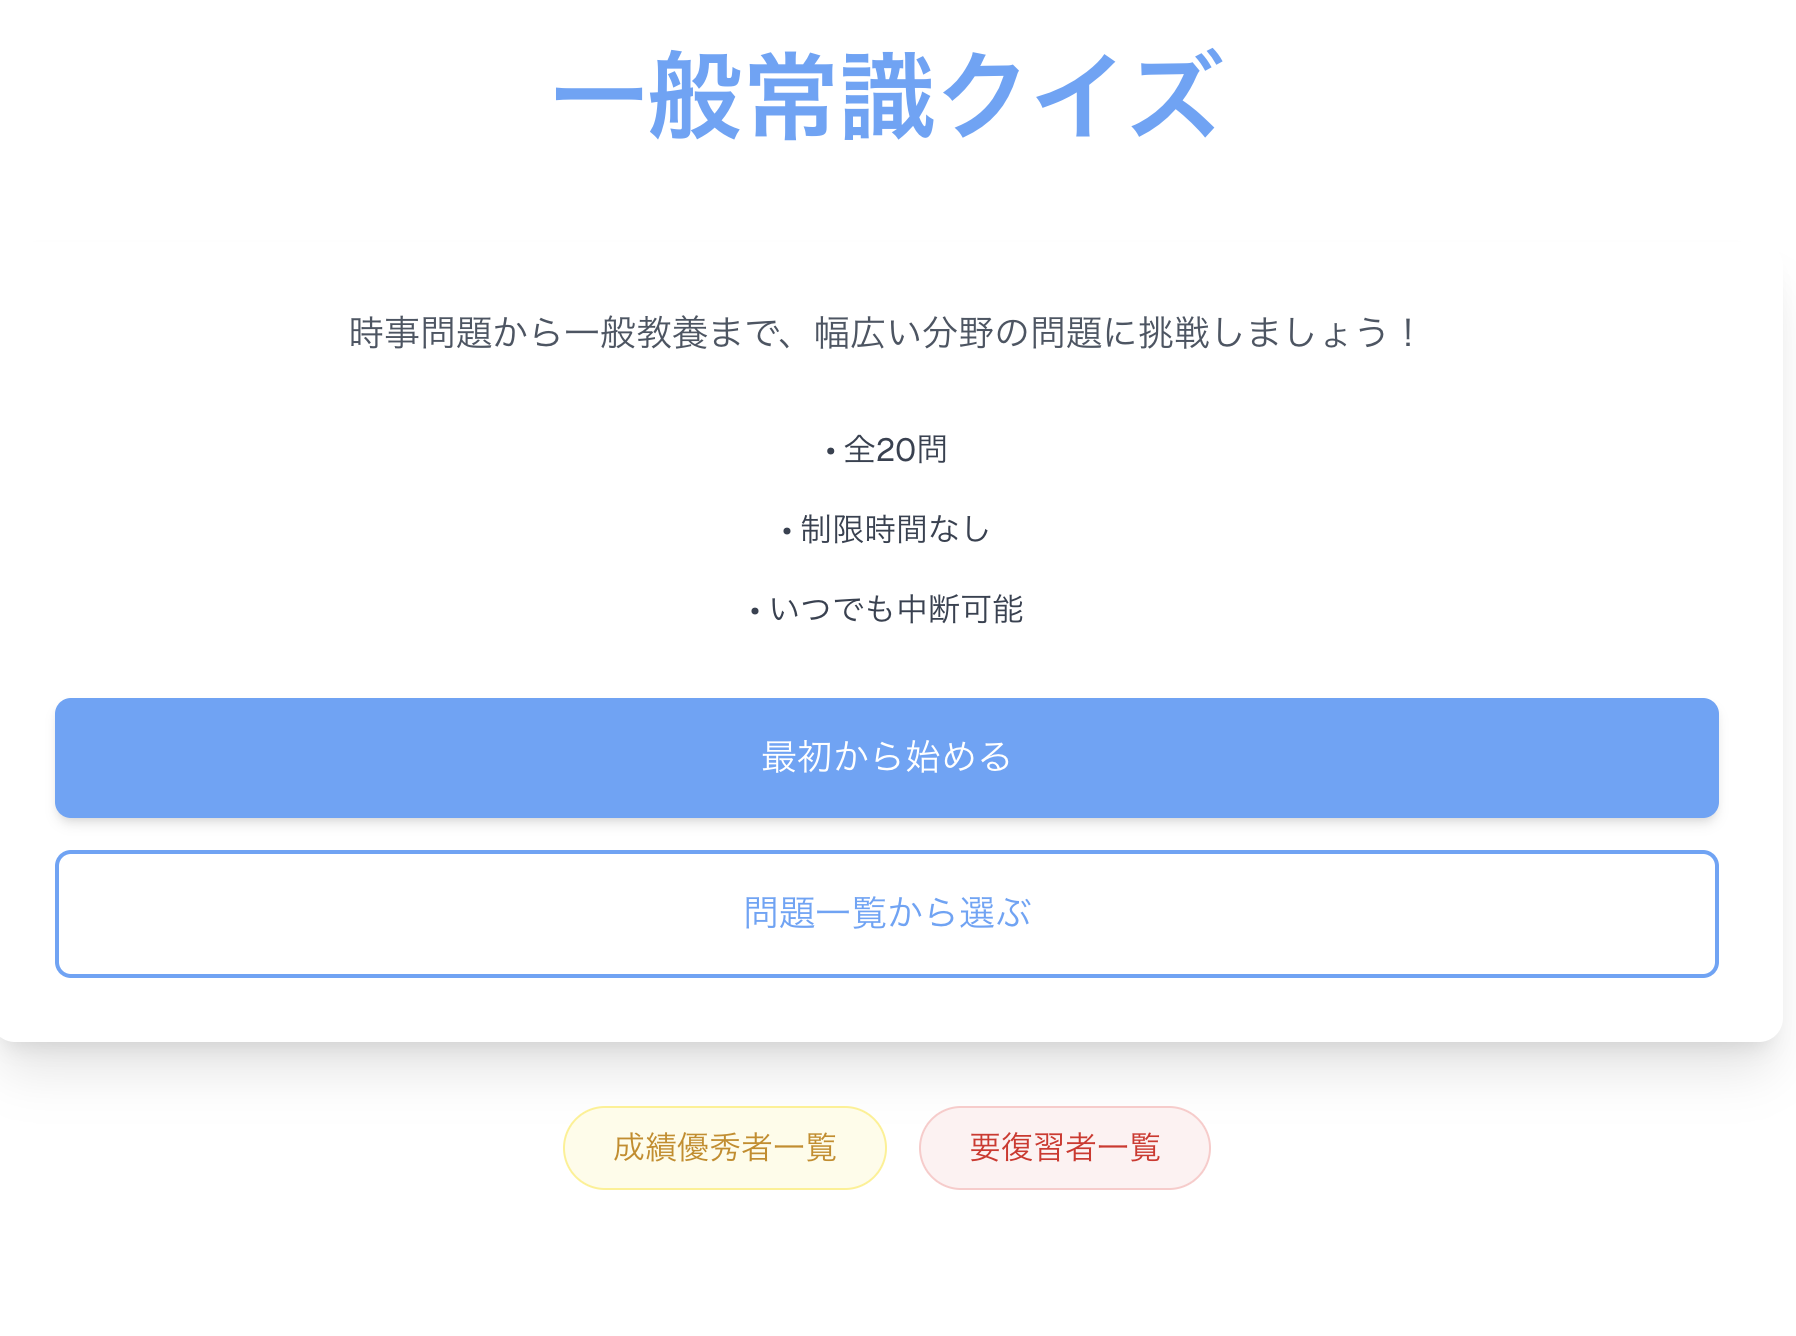 一般常識クイズ
時事問題から一般教養まで、幅広い分野の問題に挑戦しましょう！
• 全20問
• 制限時間なし
• いつでも中断可能
最初から始める
問題一覧から選ぶ
成績優秀者一覧
要復習者一覧